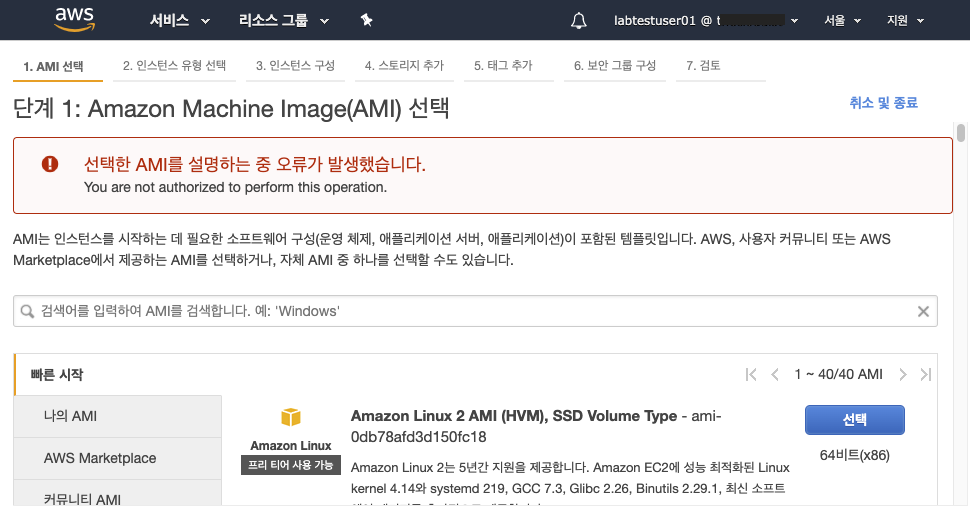 aws 서비스 리소스 그룹 labtestuser01 @ 서울 지원
1. AMI 선택 2. 인스턴스 유형 선택 3. 인스턴스 구성 4. 스토리지 추가 5. 태그 추가 6. 보안 그룹 구성 7. 검토
단계 1: Amazon Machine Image(AMI) 선택
취소 및 종료
선택한 AMI를 설명하는 중 오류가 발생했습니다.
You are not authorized to perform this operation.
AMI는 인스턴스를 시작하는 데 필요한 소프트웨어 구성(운영 체제, 애플리케이션 서버, 애플리케이션)이 포함된 템플릿입니다. AWS, 사용자 커뮤니티 또는 AWS
Marketplace에서 제공하는 AMI를 선택하거나, 자체 AMI 중 하나를 선택할 수도 있습니다.
검색어를 입력하여 AMI를 검색합니다. 예: 'Windows'
빠른 시작
1 ~ 40/40 AMI
나의 AMI
AWS Marketplace
커뮤니티 AMI
Amazon Linux
프리 티어 사용 가능
Amazon Linux 2 AMI (HVM), SSD Volume Type - ami-
0db78afd3d150fc18
Amazon Linux 2는 5년간 지원을 제공합니다. Amazon EC2에 성능 최적화된 Linux
kernel 4.14와 systemd 219, GCC 7.3, Glibc 2.26, Binutils 2.29.1, 최신 소프트
선택
64비트(x86)